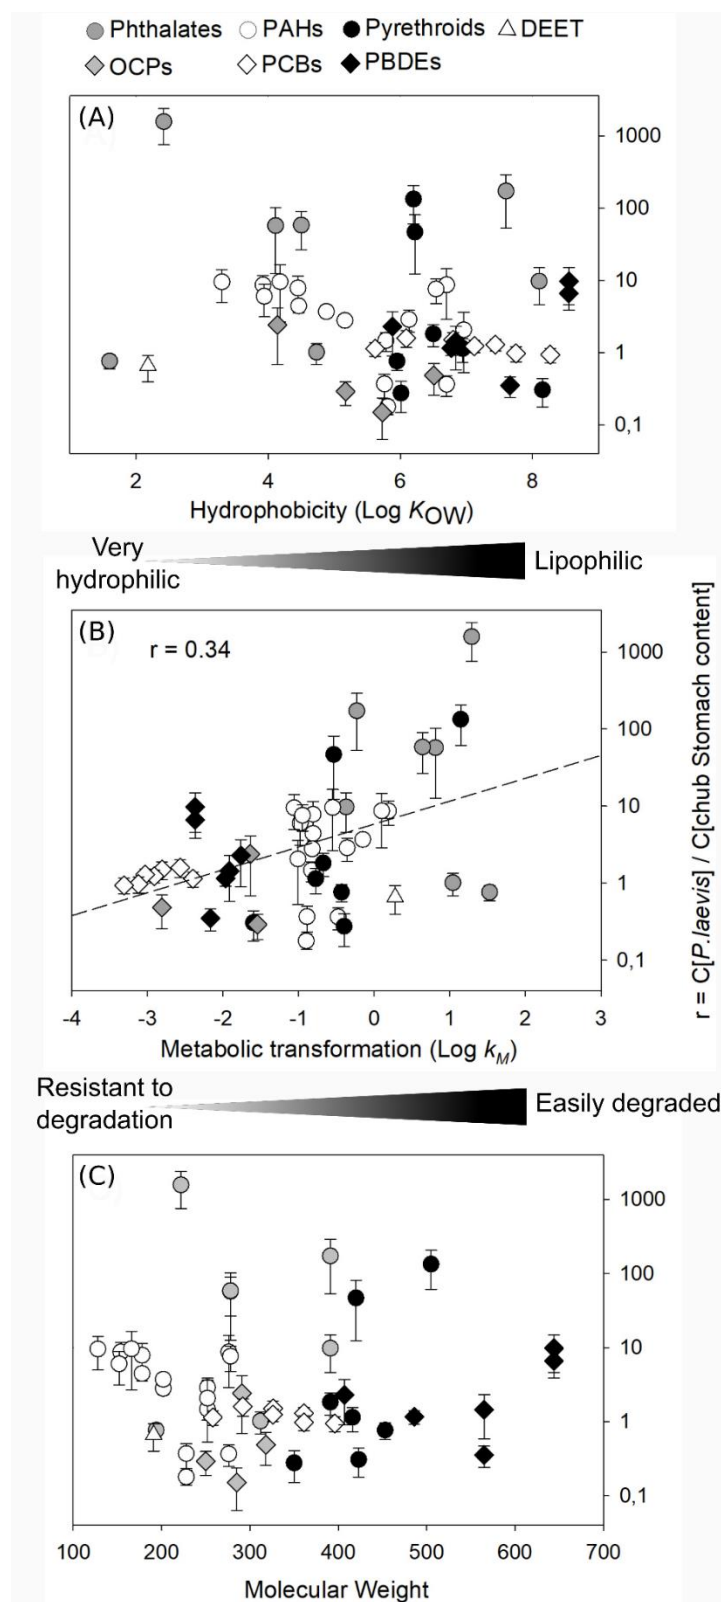 Phthalates PAHs Pyrethroids DEET
OCPs PCBs PBDEs
(A)
1000
100
10
1
0,1
2 4 6 8
Hydrophobicity (Log KOW)
Very
hydrophilic
Lipophilic
(B)
r = 0.34
1000
100
10
1
0,1
-4 -3 -2 -1 0 1 2 3
Metabolic transformation (Log kM)
r = C[P.laevis] / C[chub Stomach content]
Resistant to
degradation
Easily degraded
(C)
1000
100
10
1
0,1
100 200 300 400 500 600 700
Molecular Weight